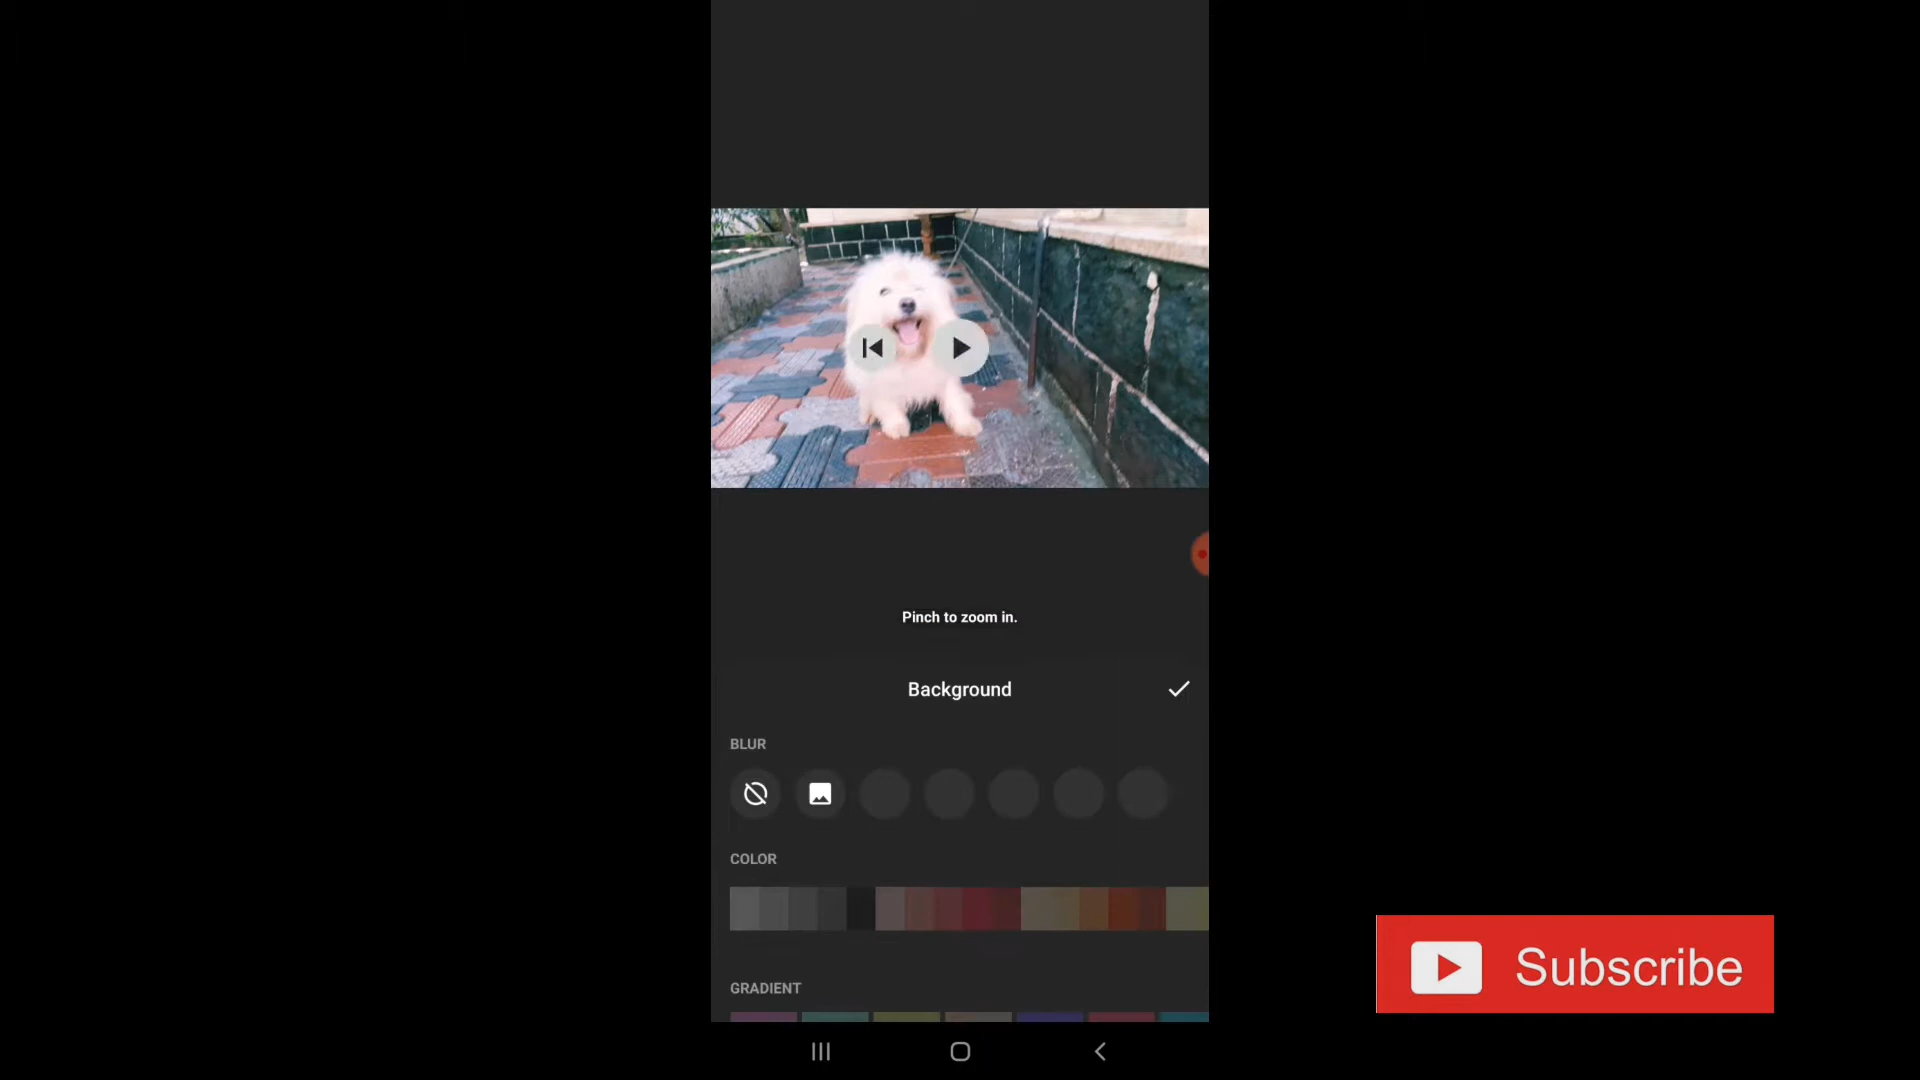 Pinch to zoom in.
Background
BLUR
COLOR
GRADIENT
Subscribe